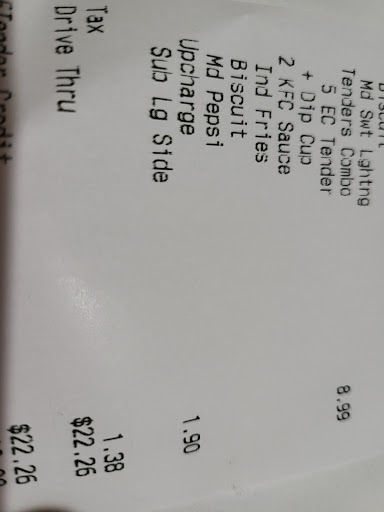 Md Swt Lghtng
Tenders Combo 8.99
5 EC Tender
+ Dip Cup
2 KFC Sauce
Ind Fries
Biscuit
Md Pepsi
Upcharge 1.90
Sub Lg Side
Tax 1.38
Drive Thru $22.26
$22.26